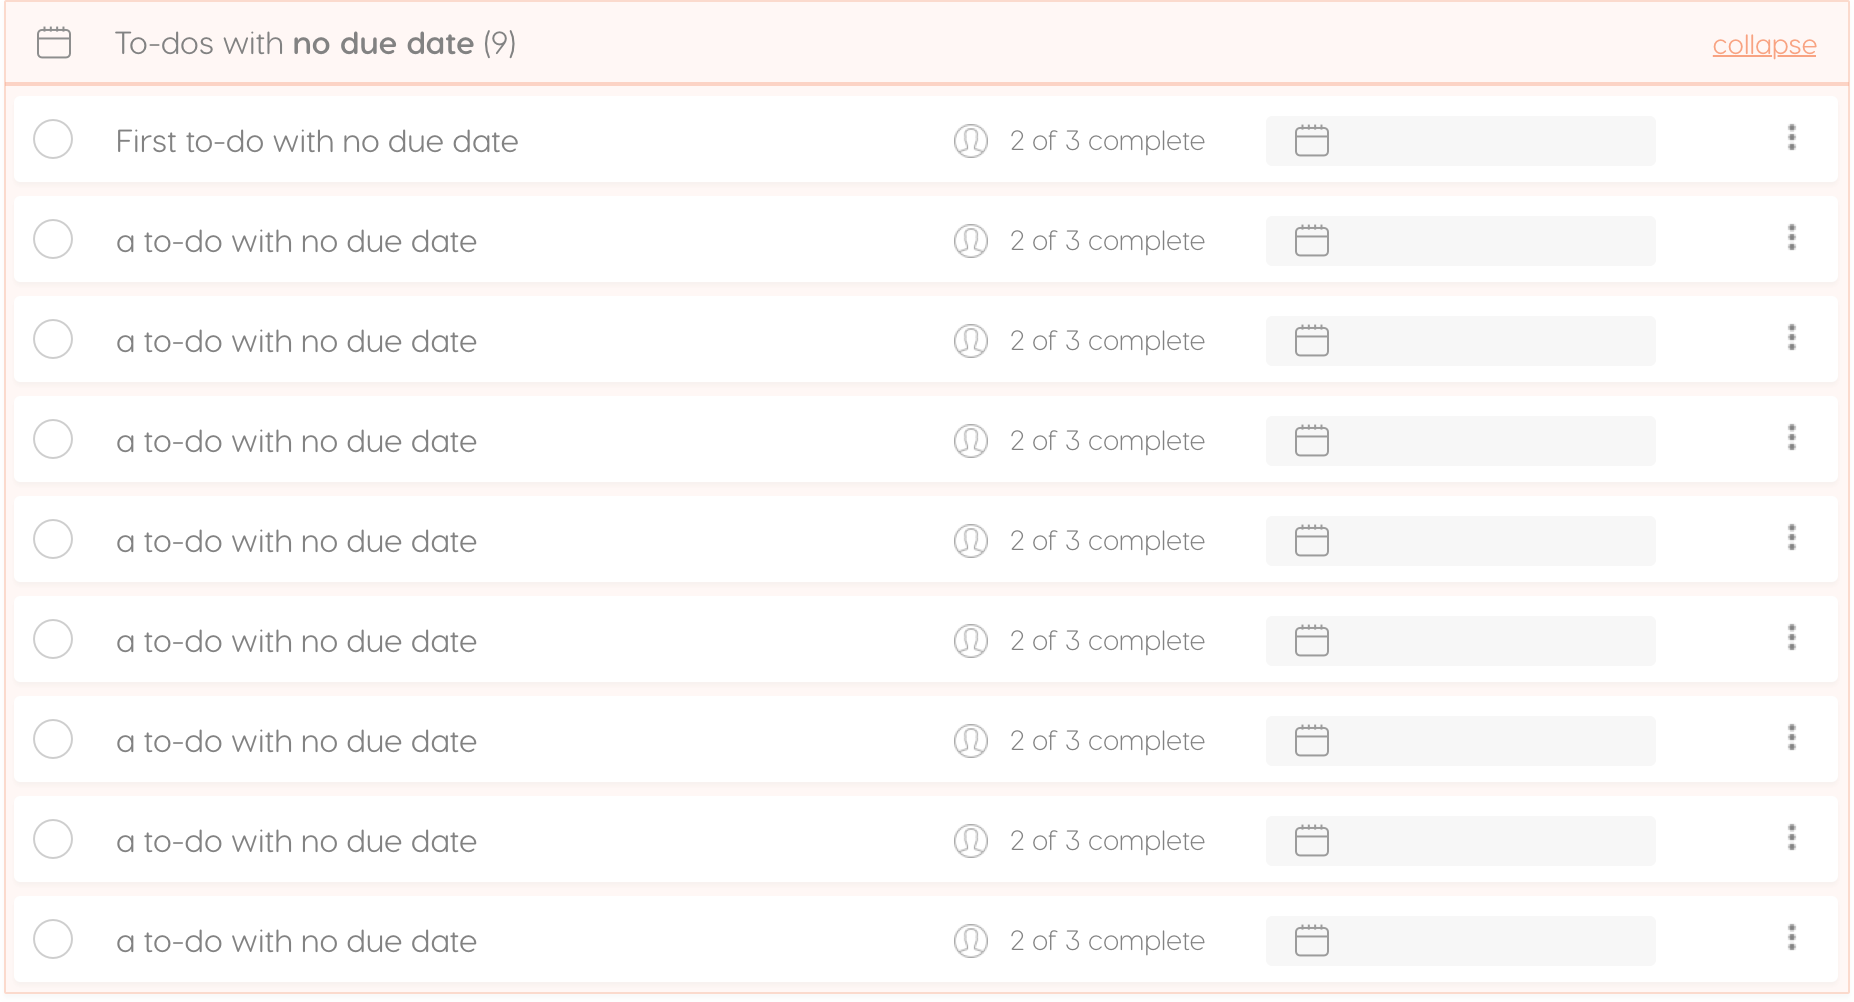 To-dos with no due date (9) collapse
First to-do with no due date 2 of 3 complete
a to-do with no due date 2 of 3 complete
a to-do with no due date 2 of 3 complete
a to-do with no due date 2 of 3 complete
a to-do with no due date 2 of 3 complete
a to-do with no due date 2 of 3 complete
a to-do with no due date 2 of 3 complete
a to-do with no due date 2 of 3 complete
a to-do with no due date 2 of 3 complete